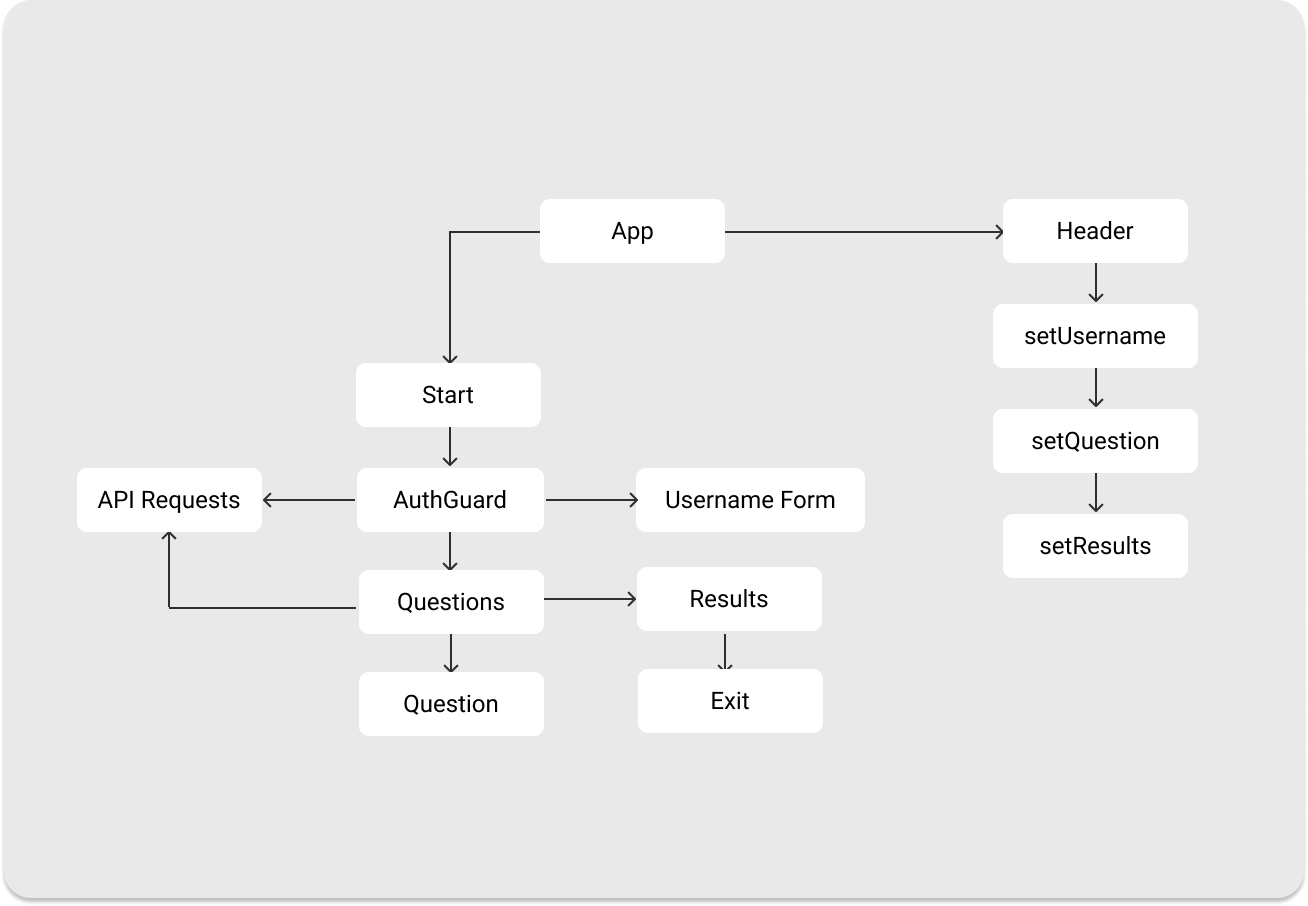 App
Header
setUsername
Start
setQuestion
API Requests
AuthGuard
Username Form
setResults
Questions
Results
Question
Exit